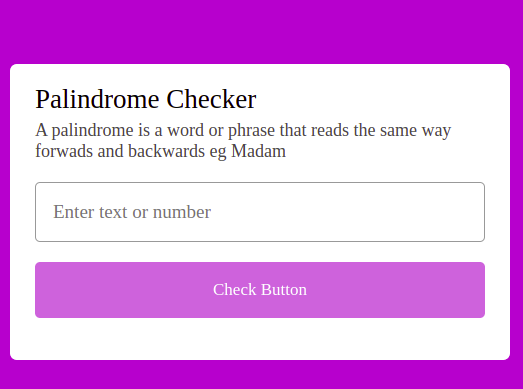 Palindrome Checker
A palindrome is a word or phrase that reads the same way
forwads and backwards eg Madam
Enter text or number
Check Button